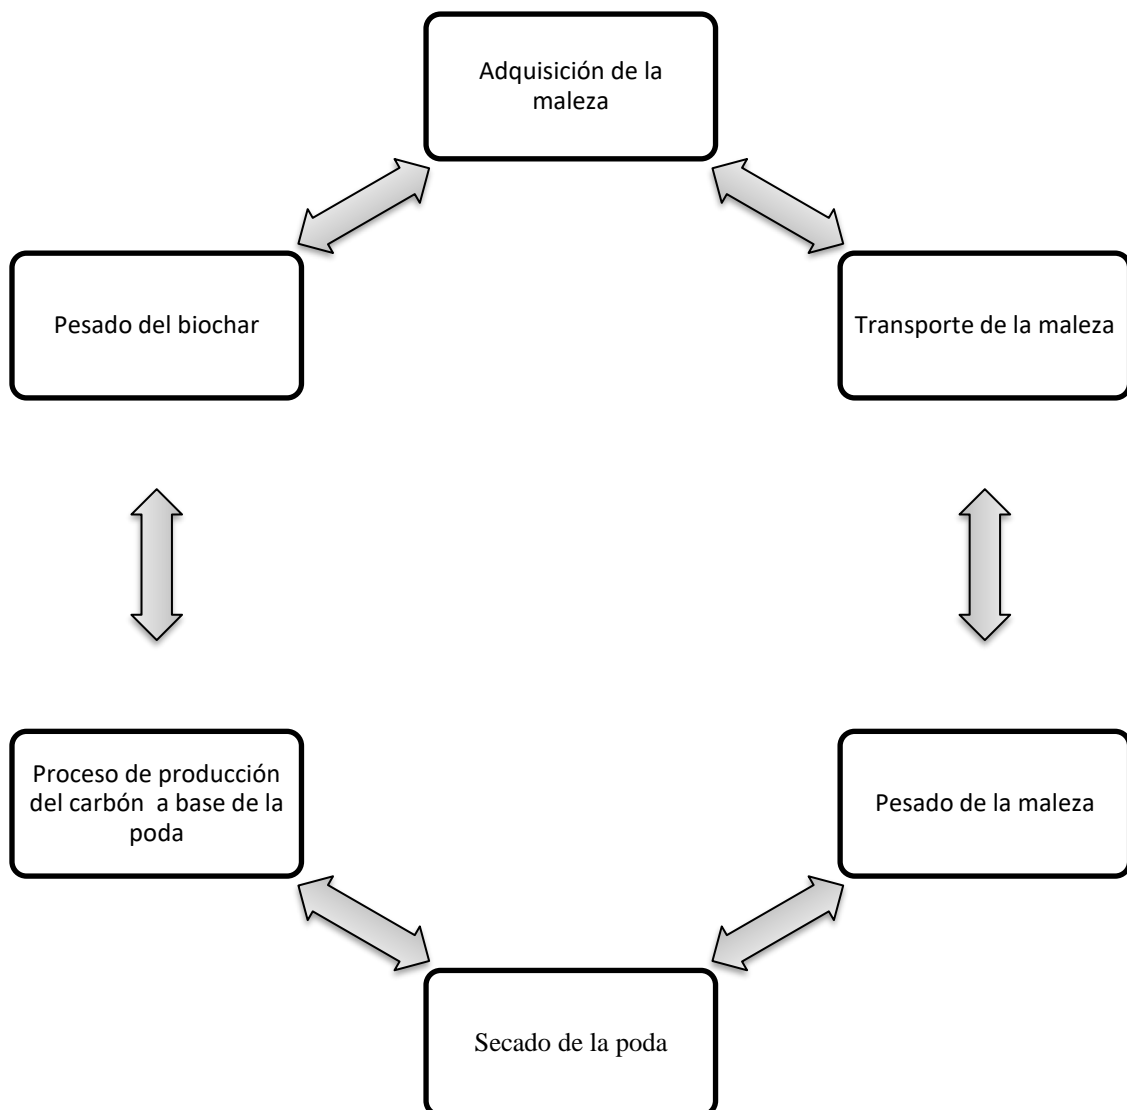 Adquisición de la
maleza
Pesado del biochar
Transporte de la maleza
Proceso de producción
del carbón  a base de la
poda
Pesado de la maleza
Secado de la poda